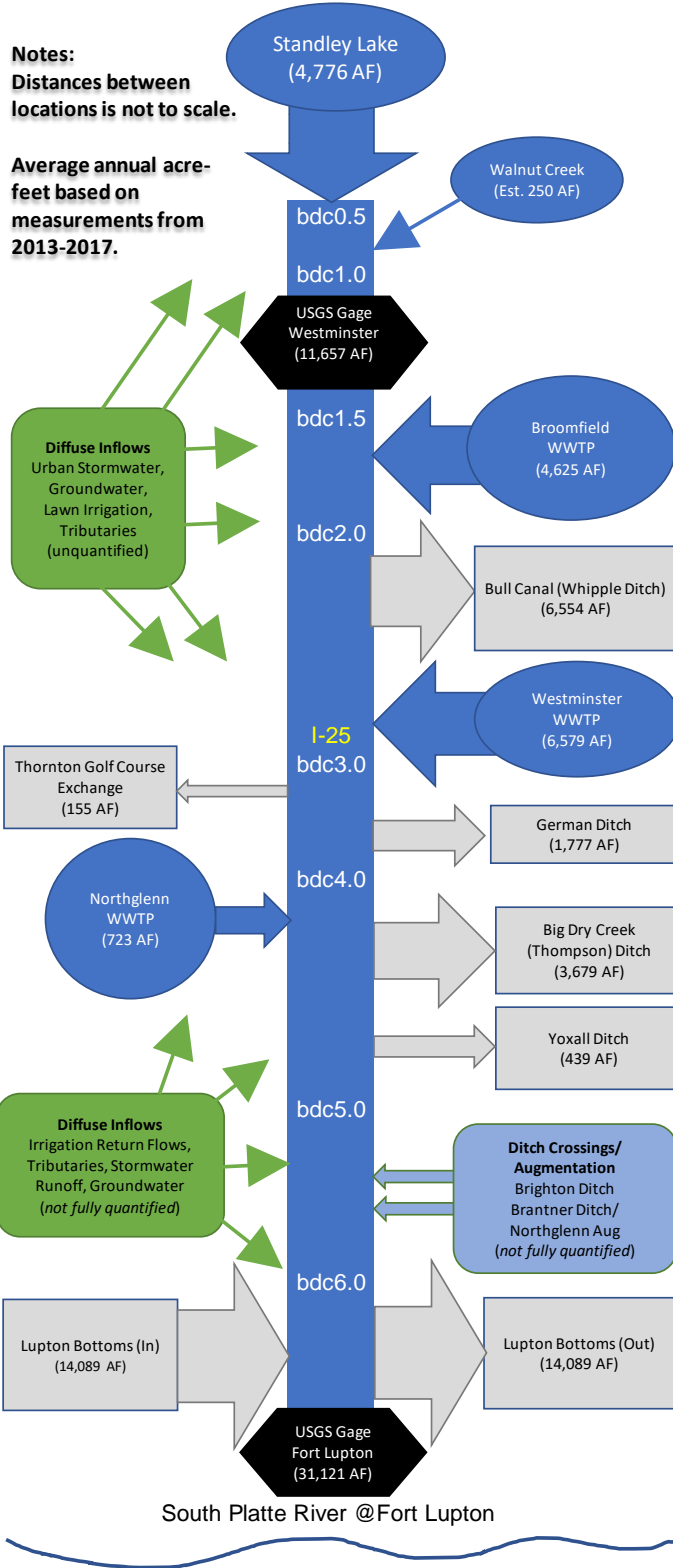 Notes:
Distances between
locations is not to scale.
Average annual acre-
feet based on
measurements from
2013-2017.
Standley Lake
(4,776 AF)
Walnut Creek
(Est. 250 AF)
bdc0.5
bdc1.0
USGS Gage
Westminster
(11,657 AF)
bdc1.5
Broomfield
WWTP
(4,625 AF)
Diffuse Inflows
Urban Stormwater,
Groundwater,
Lawn Irrigation,
Tributaries
(unquantified)
bdc2.0
Bull Canal (Whipple Ditch)
(6,554 AF)
Westminster
WWTP
(6,579 AF)
I-25
bdc3.0
Thornton Golf Course
Exchange
(155 AF)
German Ditch
(1,777 AF)
bdc4.0
Northglenn
WWTP
(723 AF)
Big Dry Creek
(Thompson) Ditch
(3,679 AF)
Yoxall Ditch
(439 AF)
bdc5.0
Diffuse Inflows
Irrigation Return Flows,
Tributaries, Stormwater
Runoff, Groundwater
(not fully quantified)
Ditch Crossings/
Augmentation
Brighton Ditch
Brantner Ditch/
Northglenn Aug
(not fully quantified)
bdc6.0
Lupton Bottoms (In)
(14,089 AF)
Lupton Bottoms (Out)
(14,089 AF)
USGS Gage
Fort Lupton
(31,121 AF)
South Platte River @Fort Lupton